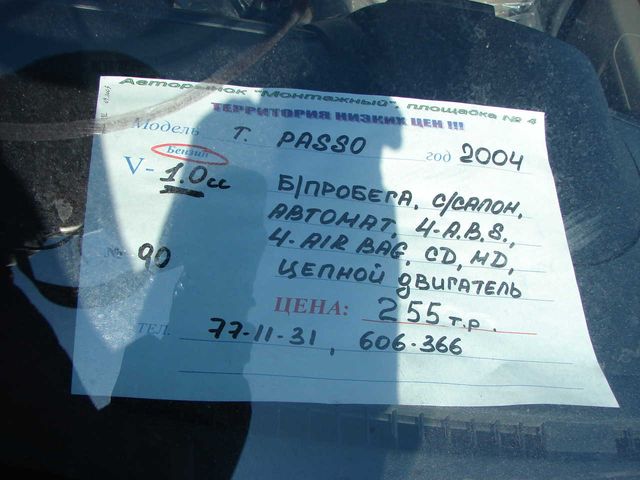 Авторынок "Монтажный", площадка № 4
ТЕРРИТОРИЯ НИЗКИХ ЦЕН !!!
Модель T. PASSO год 2004
Бензин
V- 1.0л
Б/ПРОБЕГА, С/САЛОН,
АВТОМАТ, 4-A.B.S.,
4-AIR BAG, CD, MD,
№ 90
ЦЕПНОЙ ДВИГАТЕЛЬ
ЦЕНА: 255 т.р.
ТЕЛ. 77-11-31, 606-366